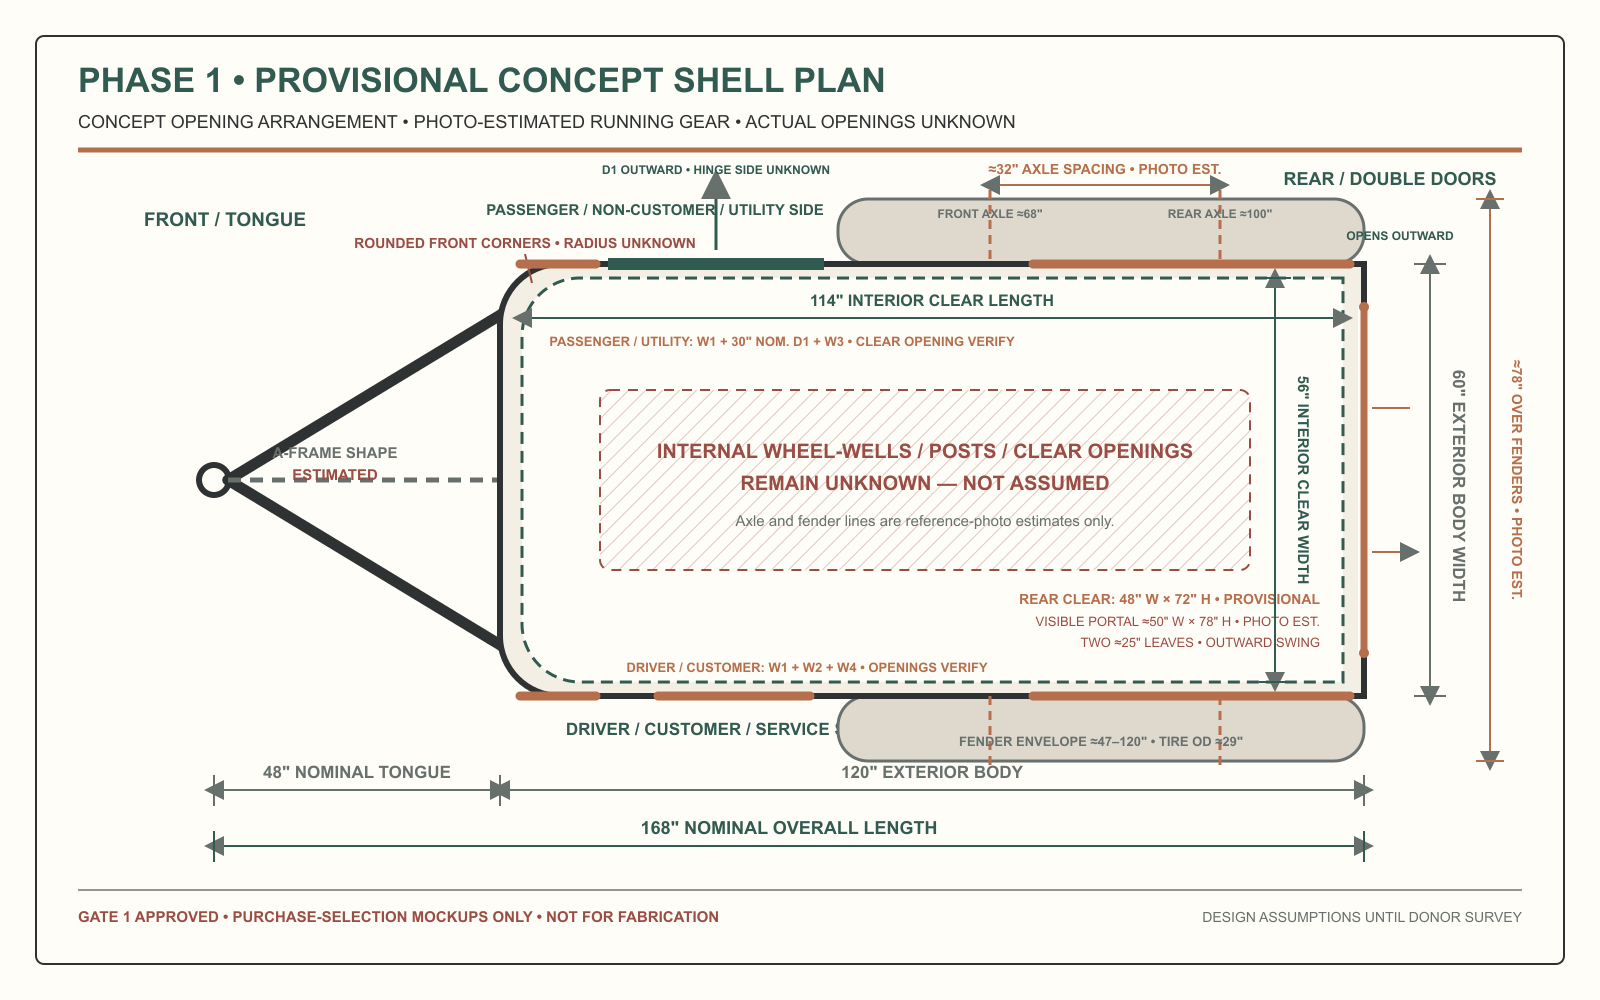 PHASE 1 • PROVISIONAL CONCEPT SHELL PLAN
CONCEPT OPENING ARRANGEMENT • PHOTO-ESTIMATED RUNNING GEAR • ACTUAL OPENINGS UNKNOWN
D1 OUTWARD • HINGE SIDE UNKNOWN
≈32" AXLE SPACING • PHOTO EST.
REAR / DOUBLE DOORS
FRONT / TONGUE
PASSENGER / NON-CUSTOMER / UTILITY SIDE
FRONT AXLE ≈68"
REAR AXLE ≈100"
OPENS OUTWARD
ROUNDED FRONT CORNERS • RADIUS UNKNOWN
114" INTERIOR CLEAR LENGTH
PASSENGER / UTILITY: W1 + 30" NOM. D1 + W3 • CLEAR OPENING VERIFY
56" INTERIOR CLEAR WIDTH
60" EXTERIOR BODY WIDTH
≈78" OVER FENDERS • PHOTO EST.
A-FRAME SHAPE
ESTIMATED
INTERNAL WHEEL-WELLS / POSTS / CLEAR OPENINGS
REMAIN UNKNOWN — NOT ASSUMED
Axle and fender lines are reference-photo estimates only.
REAR CLEAR: 48" W × 72" H • PROVISIONAL
VISIBLE PORTAL ≈50" W × 78" H • PHOTO EST.
TWO ≈25" LEAVES • OUTWARD SWING
DRIVER / CUSTOMER: W1 + W2 + W4 • OPENINGS VERIFY
DRIVER / CUSTOMER / SERVICE
FENDER ENVELOPE ≈47–120" • TIRE OD ≈29"
48" NOMINAL TONGUE
120" EXTERIOR BODY
168" NOMINAL OVERALL LENGTH
GATE 1 APPROVED • PURCHASE-SELECTION MOCKUPS ONLY • NOT FOR FABRICATION
DESIGN ASSUMPTIONS UNTIL DONOR SURVEY